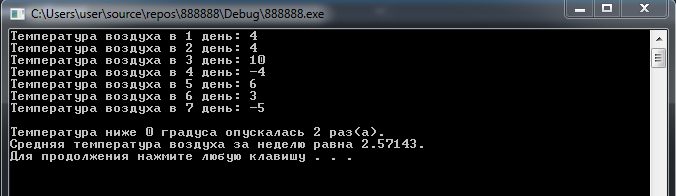 C:\Users\user\source\repos\888888\Debug\888888.exe
Температура воздуха в 1 день: 4
Температура воздуха в 2 день: 4
Температура воздуха в 3 день: 10
Температура воздуха в 4 день: -4
Температура воздуха в 5 день: 6
Температура воздуха в 6 день: 3
Температура воздуха в 7 день: -5
Температура ниже 0 градуса опускалась 2 раз(а).
Средняя температура воздуха за неделю равна 2.57143.
Для продолжения нажмите любую клавишу . . .